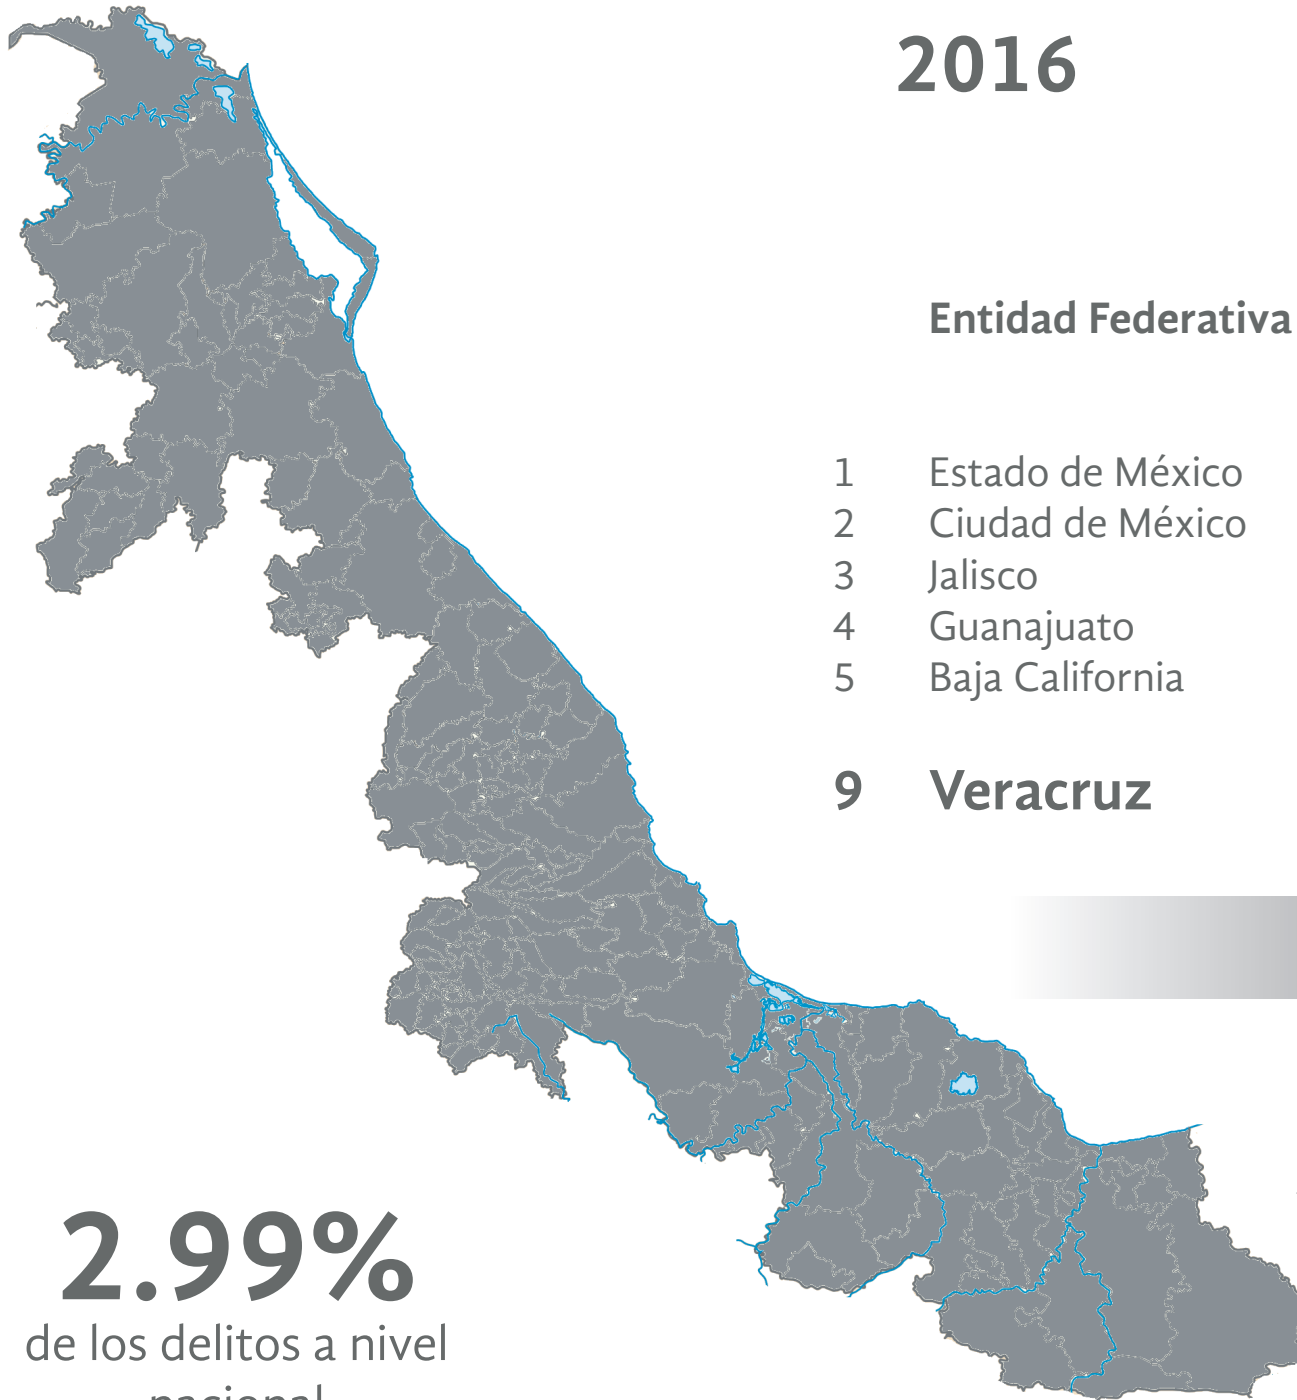 2016
Entidad Federativa
1 Estado de México
2 Ciudad de México
3 Jalisco
4 Guanajuato
5 Baja California
9 Veracruz
2.99%
de los delitos a nivel
nacional